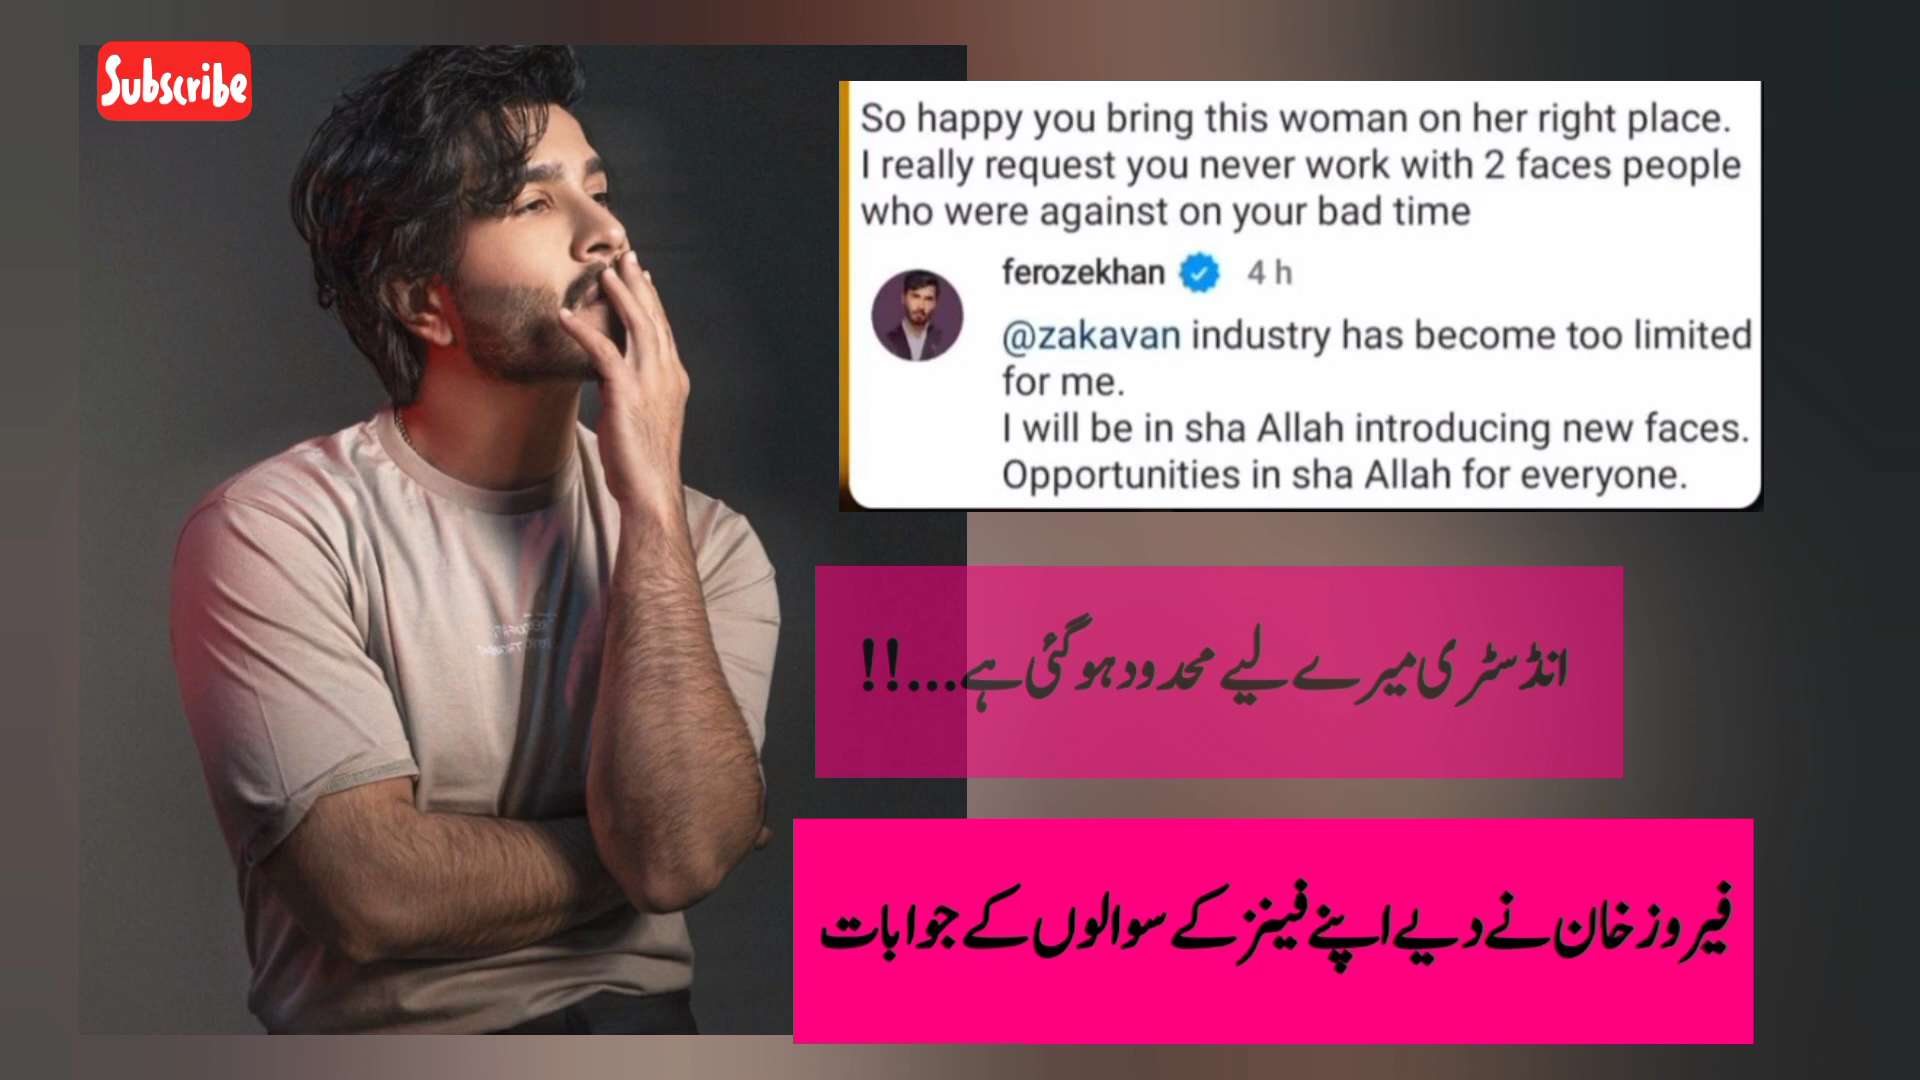 Subscribe
So happy you bring this woman on her right place.
I really request you never work with 2 faces people
who were against on your bad time
ferozekhan 4 h
@zakavan industry has become too limited
for me.
I will be in sha Allah introducing new faces.
Opportunities in sha Allah for everyone.
انڈسٹری میرے لیے محدود ہوگئی ہے...!!
فیروز خان نے دیے اپنے فینز کے سوالوں کے جوابات